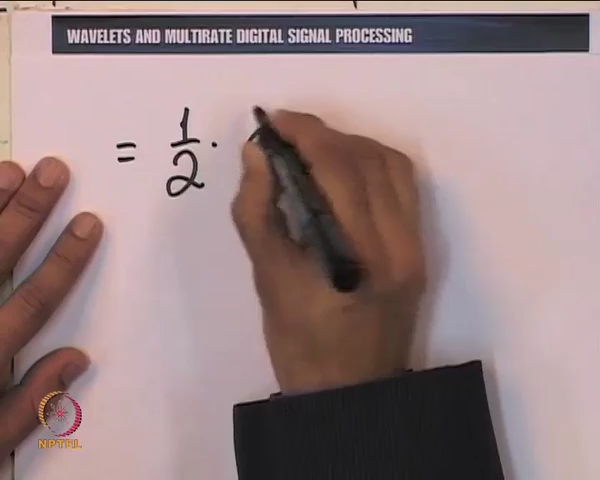 WAVELETS AND MULTIRATE DIGITAL SIGNAL PROCESSING
= 1/2 ·
NPTEL